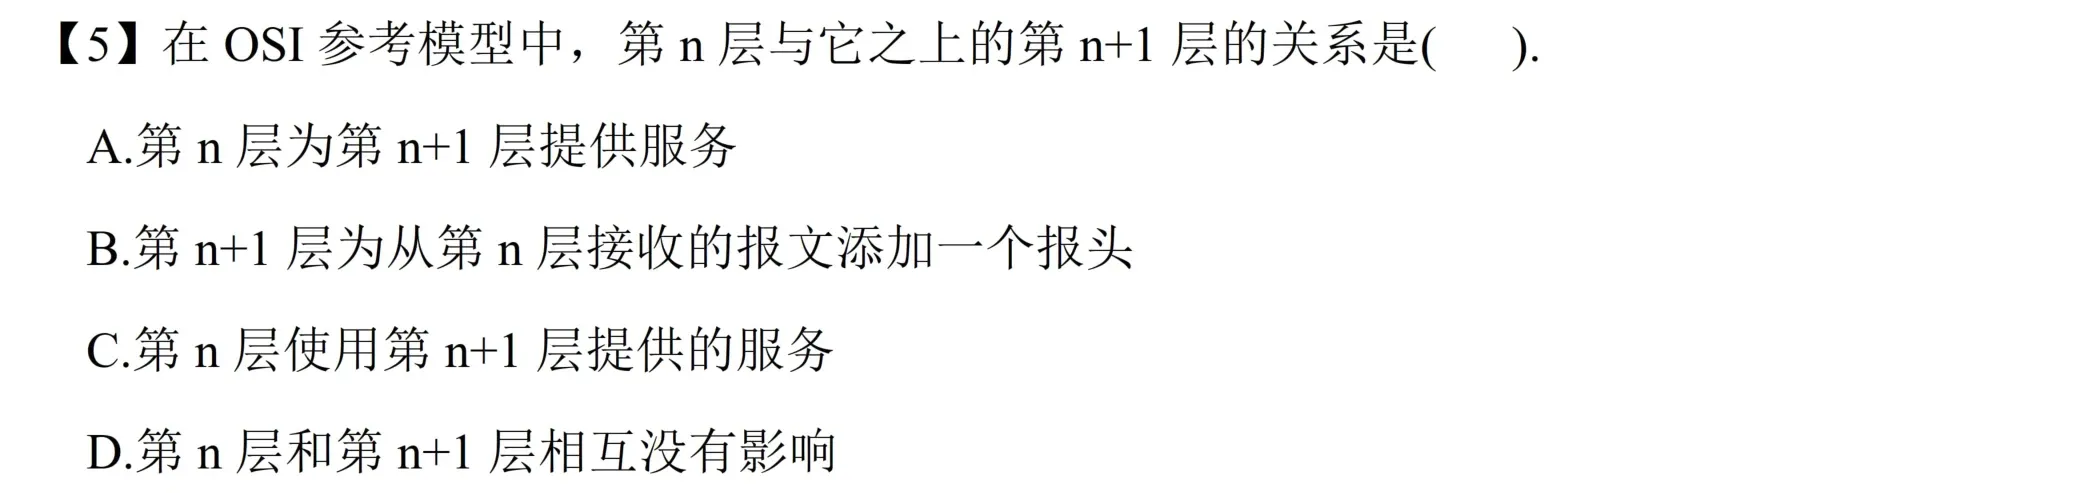 【5】在 OSI 参考模型中，第 n 层与它之上的第 n+1 层的关系是(    ).
A.第 n 层为第 n+1 层提供服务
B.第 n+1 层为从第 n 层接收的报文添加一个报头
C.第 n 层使用第 n+1 层提供的服务
D.第 n 层和第 n+1 层相互没有影响